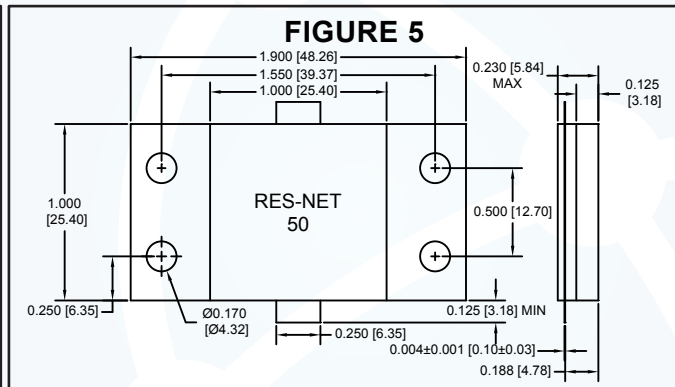 FIGURE 5
1.900 [48.26]
1.550 [39.37]
1.000 [25.40]
0.230 [5.84]
MAX
0.125
[3.18]
1.000
[25.40]
RES-NET
50
0.500 [12.70]
0.250 [6.35]
Ø0.170
[Ø4.32]
0.250 [6.35]
0.125 [3.18] MIN
0.004±0.001 [0.10±0.03]
0.188 [4.78]